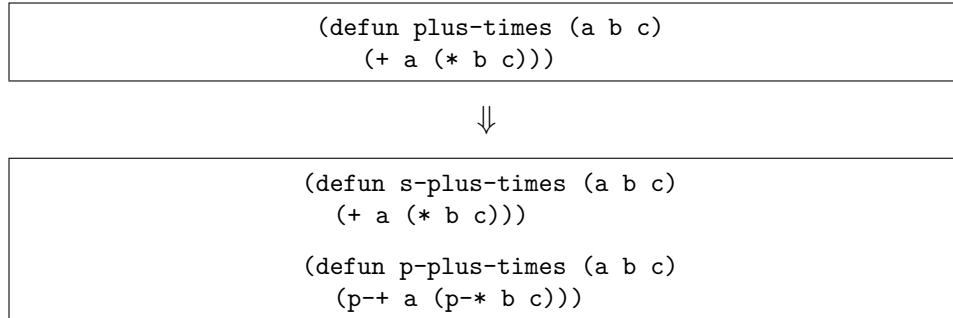 (defun plus-times (a b c)
(+ a (* b c)))
⇓
(defun s-plus-times (a b c)
(+ a (* b c)))
(defun p-plus-times (a b c)
(p-+ a (p-* b c)))